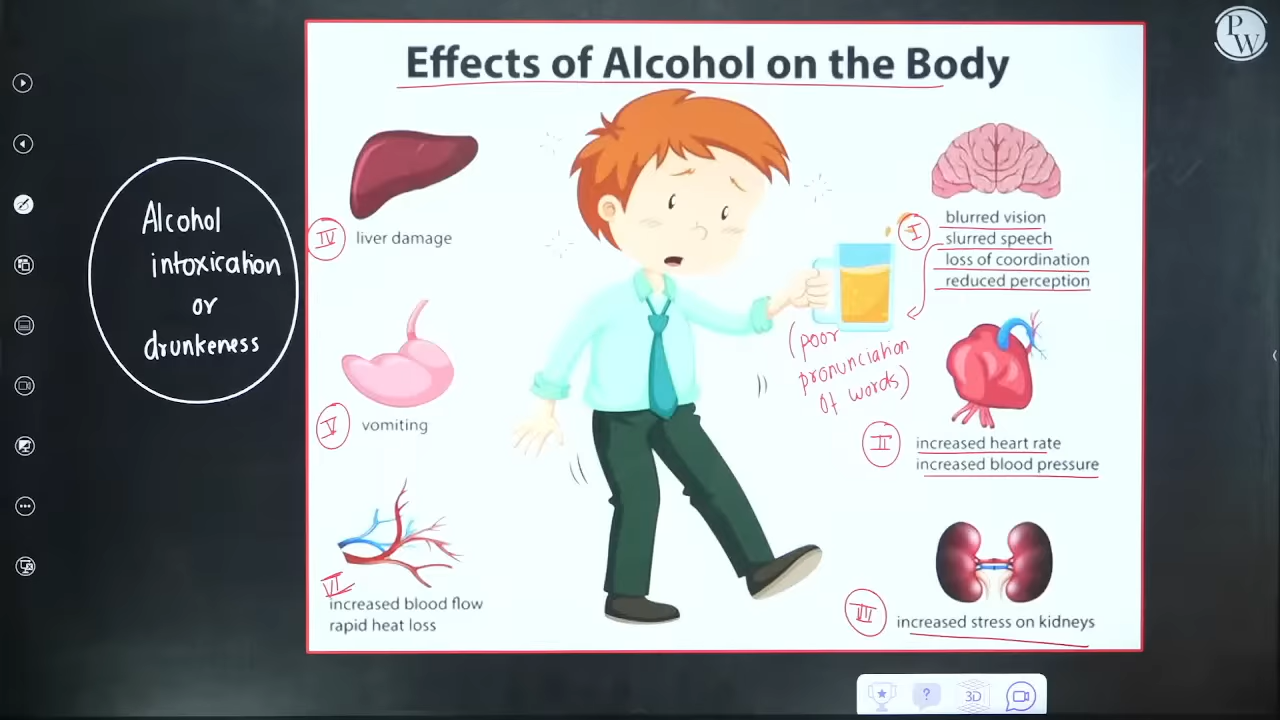 PW
Effects of Alcohol on the Body
Alcohol
intoxication
or
drunkeness
IV
liver damage
V
vomiting
VI
increased blood flow
rapid heat loss
I
blurred vision
slurred speech
loss of coordination
reduced perception
(poor
pronunciation
of words)
II
increased heart rate
increased blood pressure
III
increased stress on kidneys
?
3D